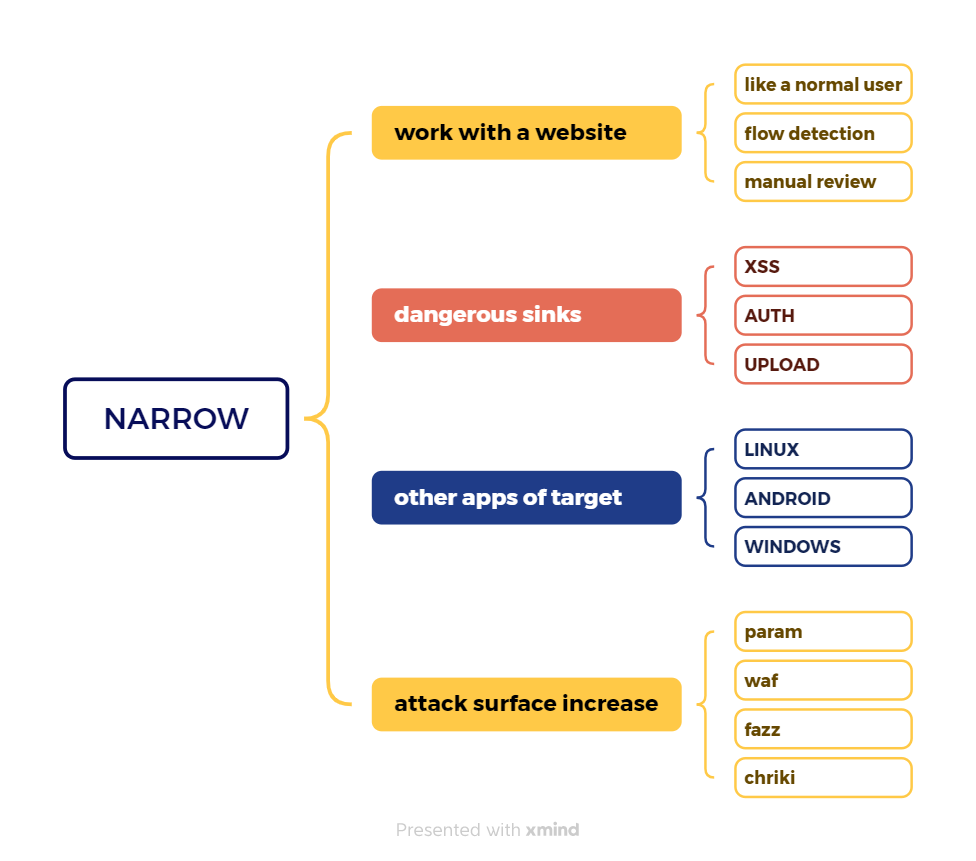 NARROW
work with a website
like a normal user
flow detection
manual review
dangerous sinks
XSS
AUTH
UPLOAD
other apps of target
LINUX
ANDROID
WINDOWS
attack surface increase
param
waf
fazz
chriki
Presented with xmind